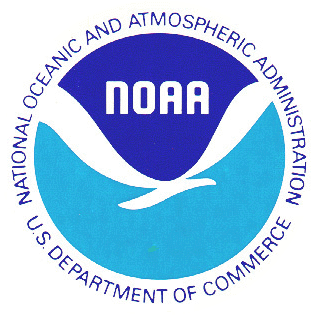 NATIONAL OCEANIC AND ATMOSPHERIC ADMINISTRATION
NOAA
U.S. DEPARTMENT OF COMMERCE